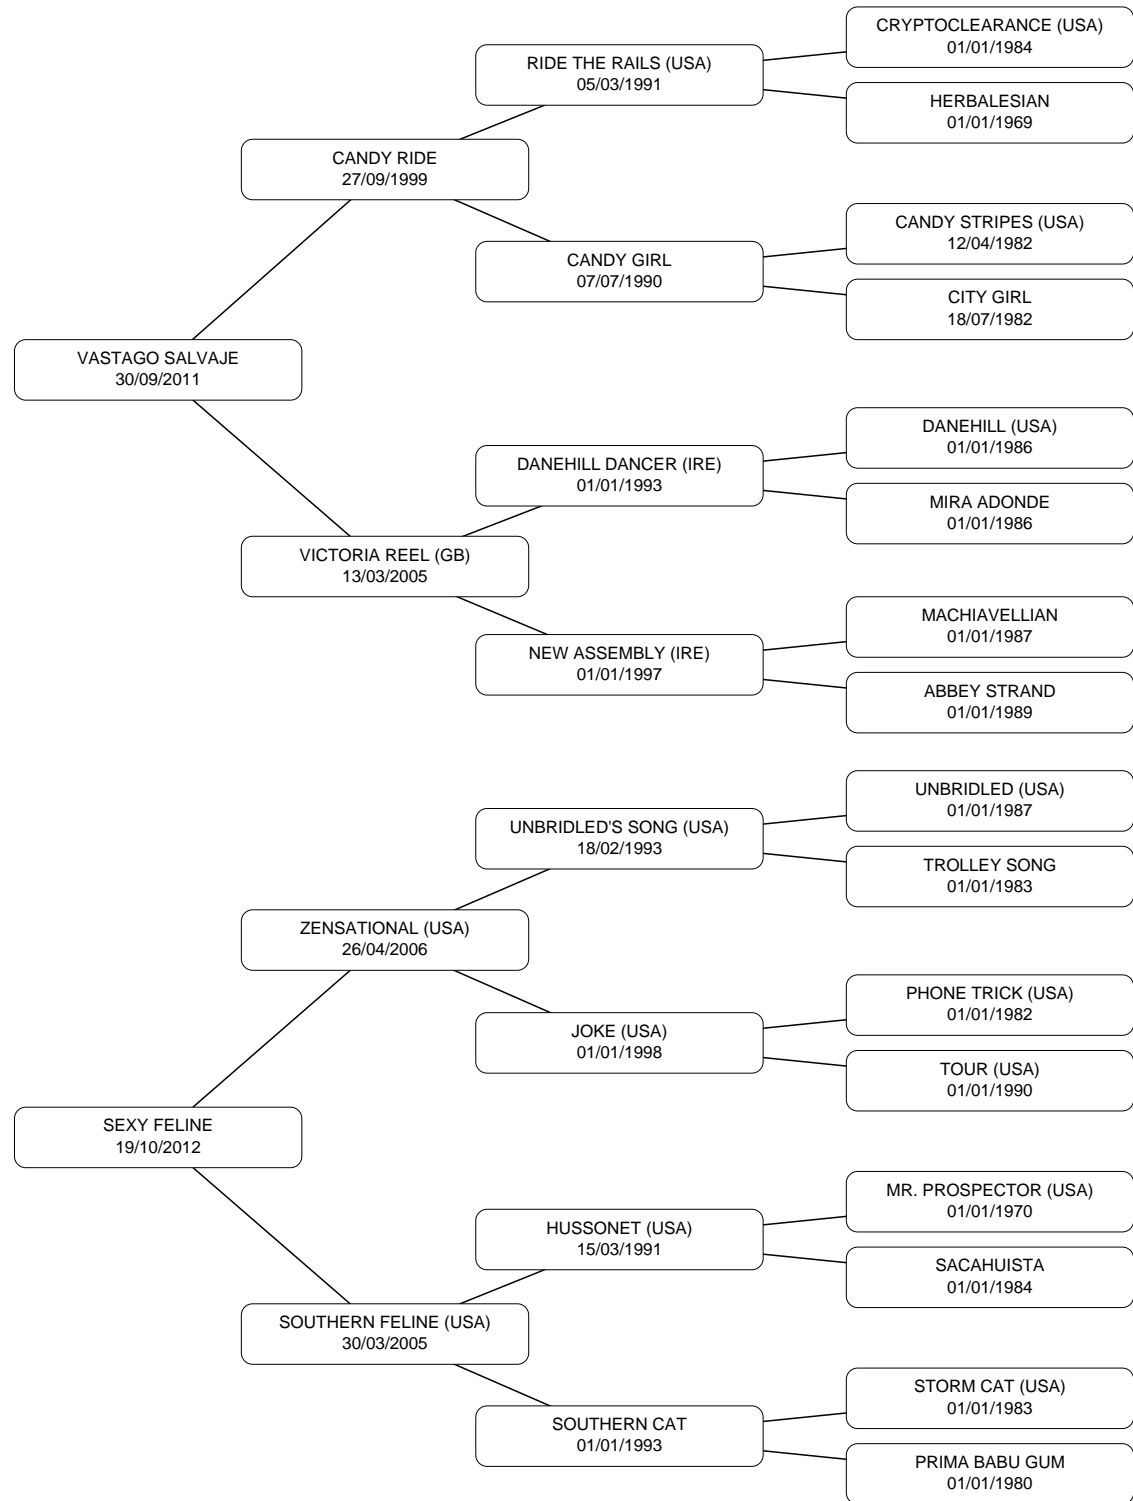 CRYPTOCLEARANCE (USA)
01/01/1984
RIDE THE RAILS (USA)
05/03/1991
HERBALESIAN
01/01/1969
CANDY RIDE
27/09/1999
CANDY STRIPES (USA)
12/04/1982
CANDY GIRL
07/07/1990
CITY GIRL
18/07/1982
VASTAGO SALVAJE
30/09/2011
DANEHILL (USA)
01/01/1986
DANEHILL DANCER (IRE)
01/01/1993
MIRA ADONDE
01/01/1986
VICTORIA REEL (GB)
13/03/2005
MACHIAVELLIAN
01/01/1987
NEW ASSEMBLY (IRE)
01/01/1997
ABBEY STRAND
01/01/1989
UNBRIDLED (USA)
01/01/1987
UNBRIDLED'S SONG (USA)
18/02/1993
TROLLEY SONG
01/01/1983
ZENSATIONAL (USA)
26/04/2006
PHONE TRICK (USA)
01/01/1982
JOKE (USA)
01/01/1998
TOUR (USA)
01/01/1990
SEXY FELINE
19/10/2012
MR. PROSPECTOR (USA)
01/01/1970
HUSSONET (USA)
15/03/1991
SACAHUISTA
01/01/1984
SOUTHERN FELINE (USA)
30/03/2005
STORM CAT (USA)
01/01/1983
SOUTHERN CAT
01/01/1993
PRIMA BABU GUM
01/01/1980